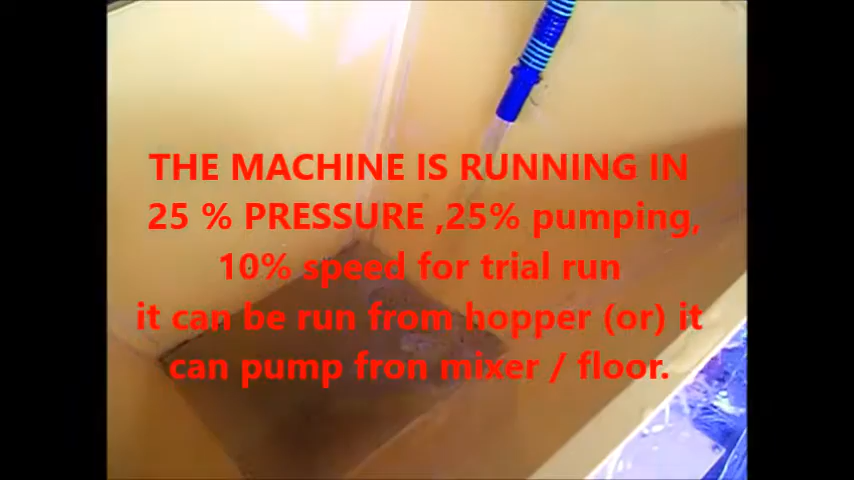 THE MACHINE IS RUNNING IN
25 % PRESSURE ,25% pumping,
10% speed for trial run
it can be run from hopper (or) it
can pump fron mixer / floor.